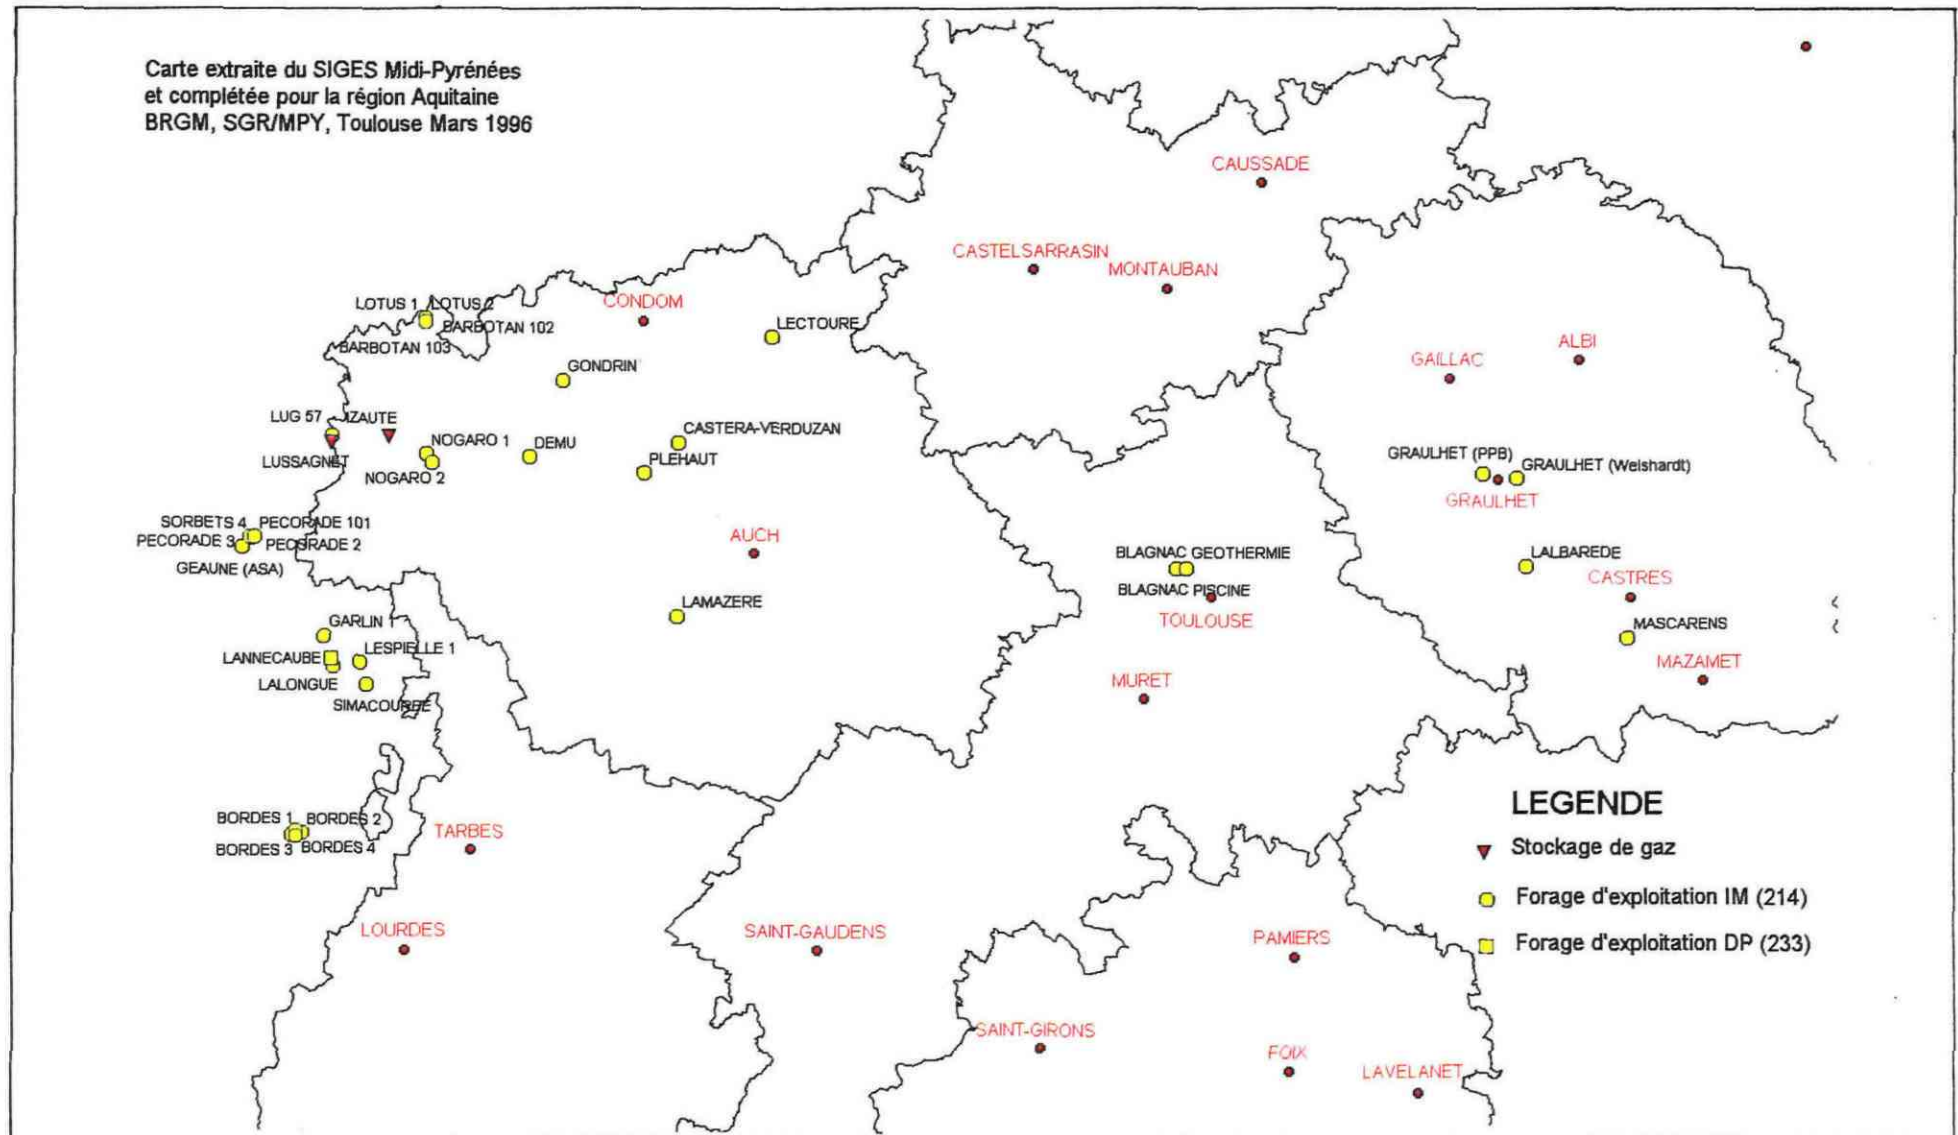 Carte extraite du SIGES Midi-Pyrénées
et complétée pour la région Aquitaine
BRGM, SGR/MPY, Toulouse Mars 1996
CAUSSADE
CASTELSARRASIN
MONTAUBAN
LOTUS 1
LOTUS 2
CONDOM
BARBOTAN 102
LECTOURE
BARBOTAN 103
ALBI
GAILLAC
GONDRIN
LUG 57
IZAUTE
NOGARO 1
DEMU
CASTERA-VERDUZAN
LUSSAGNET
PLEHAUT
GRAULHET (PPB)
GRAULHET (Weishardt)
NOGARO 2
GRAULHET
SORBETS 4
PECORADE 101
PECORADE 3
PECORADE 2
AUCH
BLAGNAC GEOTHERMIE
LALBAREDE
GEAUNE (ASA)
CASTRES
BLAGNAC PISCINE
LAMAZERE
GARLIN 1
TOULOUSE
MASCARENS
LANNECAUBE
LESPIELLE 1
MAZAMET
LALONGUE
MURET
SIMACOURBE
LEGENDE
Stockage de gaz
Forage d'exploitation IM (214)
Forage d'exploitation DP (233)
BORDES 1
BORDES 2
TARBES
BORDES 3
BORDES 4
LOURDES
SAINT-GAUDENS
PAMIERS
SAINT-GIRONS
FOIX
LAVELANET